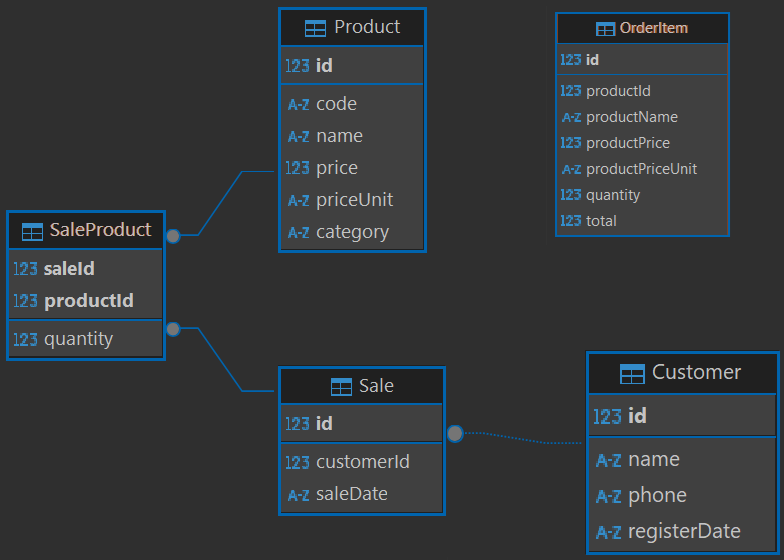 Product
123 id
A-Z code
A-Z name
123 price
A-Z priceUnit
A-Z category
OrderItem
123 id
123 productId
A-Z productName
123 productPrice
A-Z productPriceUnit
123 quantity
123 total
SaleProduct
123 saleId
123 productId
123 quantity
Sale
123 id
123 customerId
A-Z saleDate
Customer
123 id
A-Z name
A-Z phone
A-Z registerDate